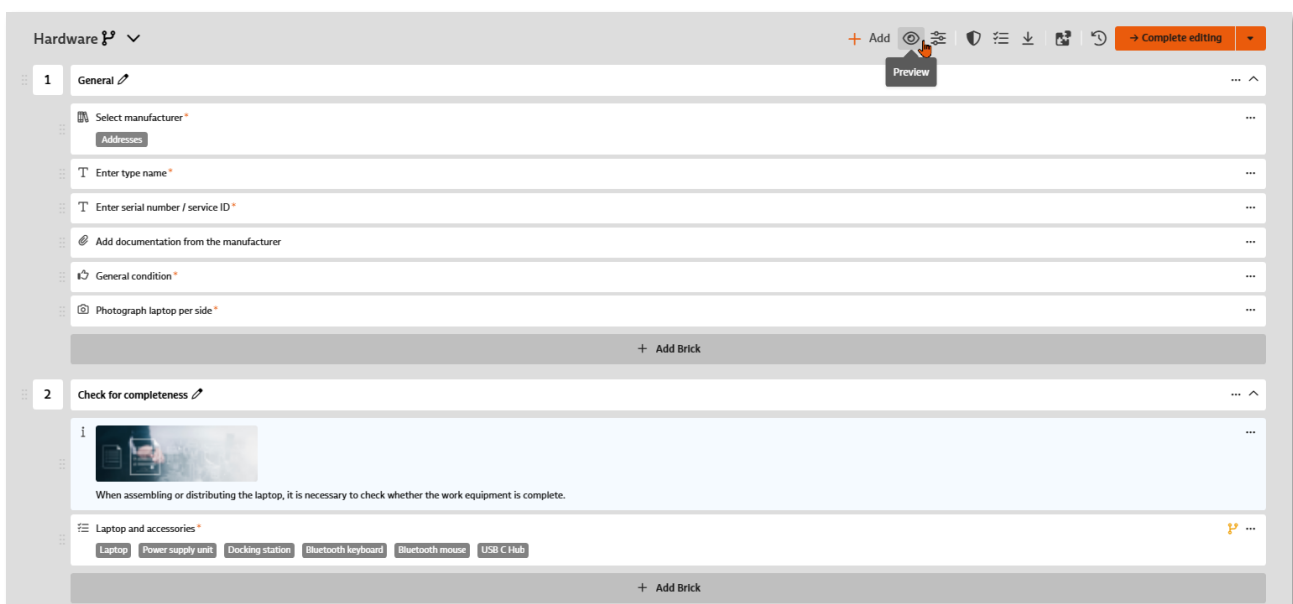 Hardware
Add
→ Complete editing
Preview
1 General
Select manufacturer*
Addresses
Enter type name*
Enter serial number / service ID*
Add documentation from the manufacturer
General condition*
Photograph laptop per side*
+ Add Brick
2 Check for completeness
When assembling or distributing the laptop, it is necessary to check whether the work equipment is complete.
Laptop and accessories*
Laptop Power supply unit Docking station Bluetooth keyboard Bluetooth mouse USB C Hub
+ Add Brick